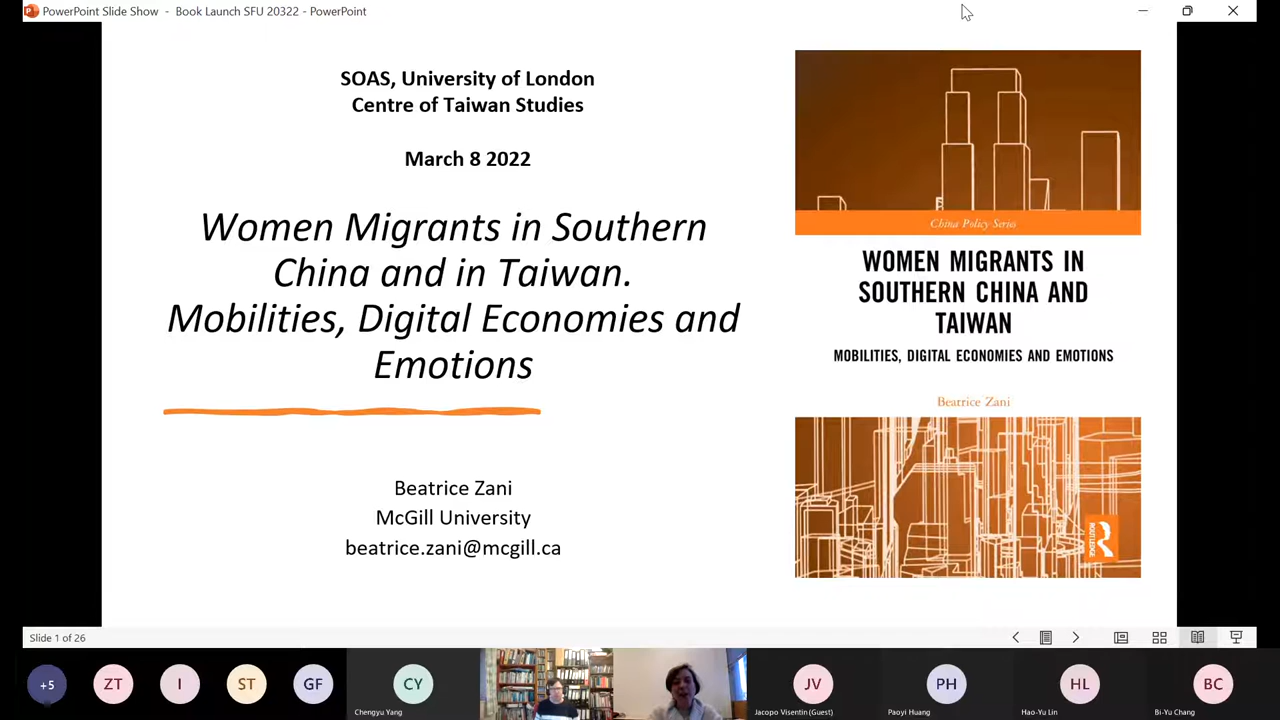 PowerPoint Slide Show - Book Launch SFU 20322 - PowerPoint
SOAS, University of London
Centre of Taiwan Studies
March 8 2022
Women Migrants in Southern
China and in Taiwan.
Mobilities, Digital Economies and
Emotions
Beatrice Zani
McGill University
beatrice.zani@mcgill.ca
China Policy Series
WOMEN MIGRANTS IN
SOUTHERN CHINA AND
TAIWAN
MOBILITIES, DIGITAL ECONOMIES AND EMOTIONS
Beatrice Zani
ROUTLEDGE
Slide 1 of 26
+5
ZT
I
ST
GF
CY
Chengyu Yang
JV
Jacopo Visentin (Guest)
PH
Paoyi Huang
HL
Hao-Yu Lin
BC
Bi-Yu Chang